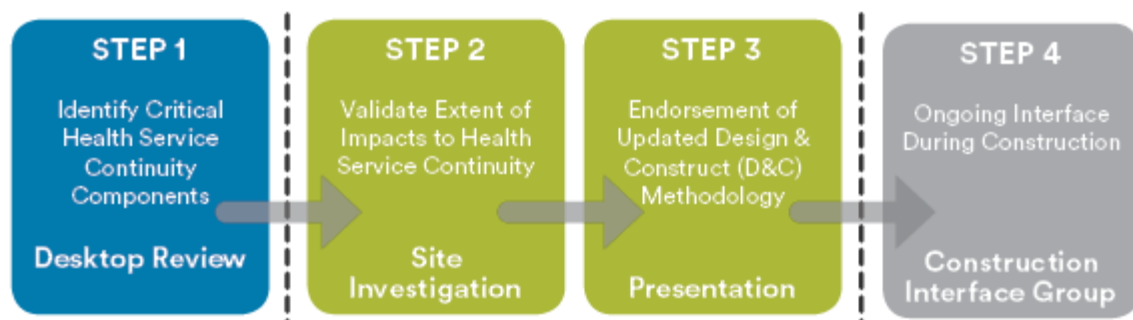 STEP 1
Identify Critical
Health Service
Continuity
Components
Desktop Review
STEP 2
Validate Extent of
Impacts to Health
Service Continuity
Site
Investigation
STEP 3
Endorsement of
Updated Design &
Construct (D&C)
Methodology
Presentation
STEP 4
Ongoing Interface
During Construction
Construction
Interface Group